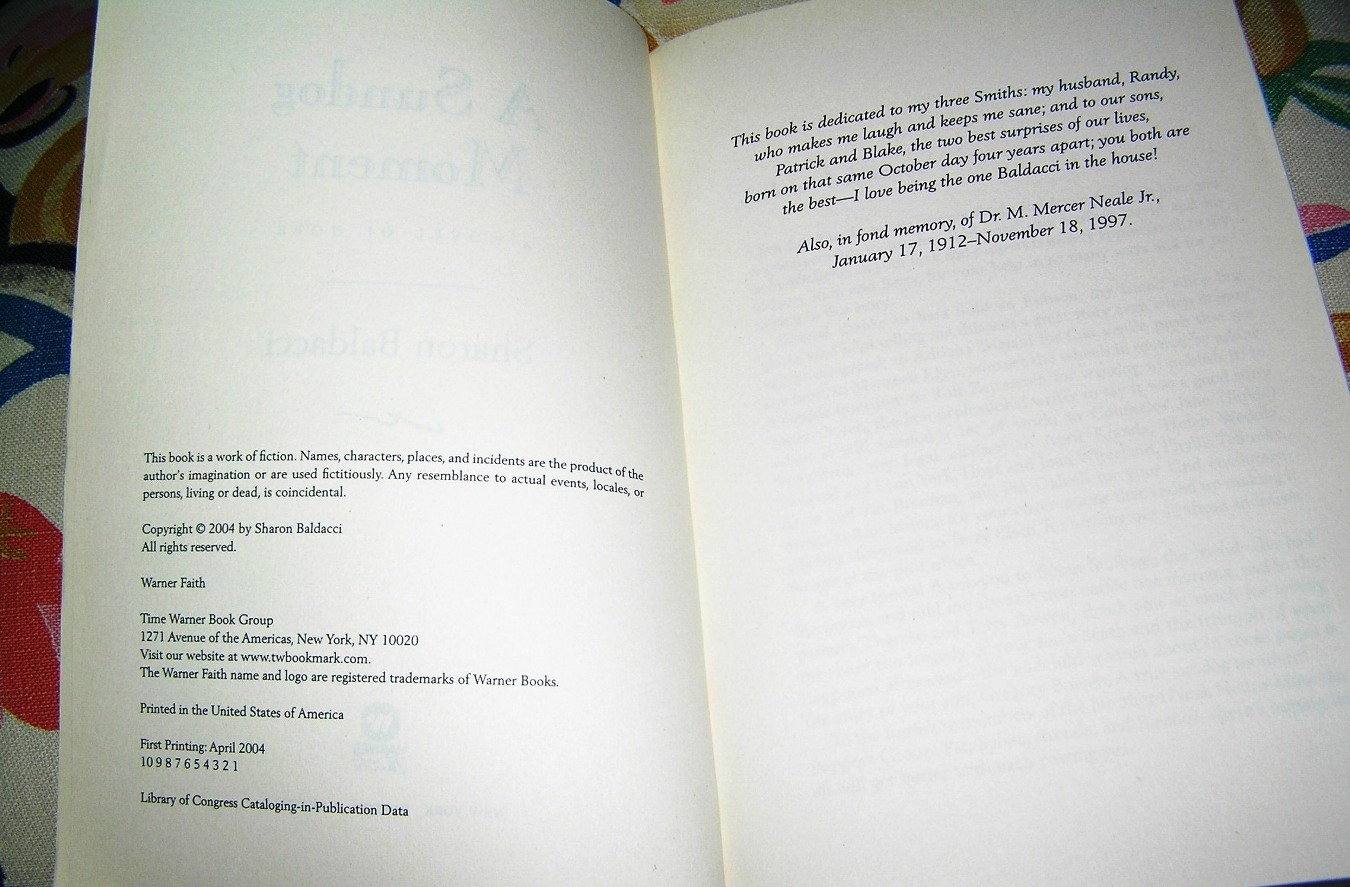 A Sundog
Moment
Sharon Baldacci
This book is a work of fiction. Names, characters, places, and incidents are the product of the
author's imagination or are used fictitiously. Any resemblance to actual events, locales, or
persons, living or dead, is coincidental.
Copyright © 2004 by Sharon Baldacci
All rights reserved.
Warner Faith
Time Warner Book Group
1271 Avenue of the Americas, New York, NY 10020
Visit our website at www.twbookmark.com.
The Warner Faith name and logo are registered trademarks of Warner Books.
Printed in the United States of America
First Printing: April 2004
10 9 8 7 6 5 4 3 2 1
Library of Congress Cataloging-in-Publication Data
This book is dedicated to my three Smiths: my husband, Randy,
who makes me laugh and keeps me sane; and to our sons,
Patrick and Blake, the two best surprises of our lives,
born on that same October day four years apart; you both are
the best—I love being the one Baldacci in the house!
Also, in fond memory, of Dr. M. Mercer Neale Jr.,
January 17, 1912–November 18, 1997.